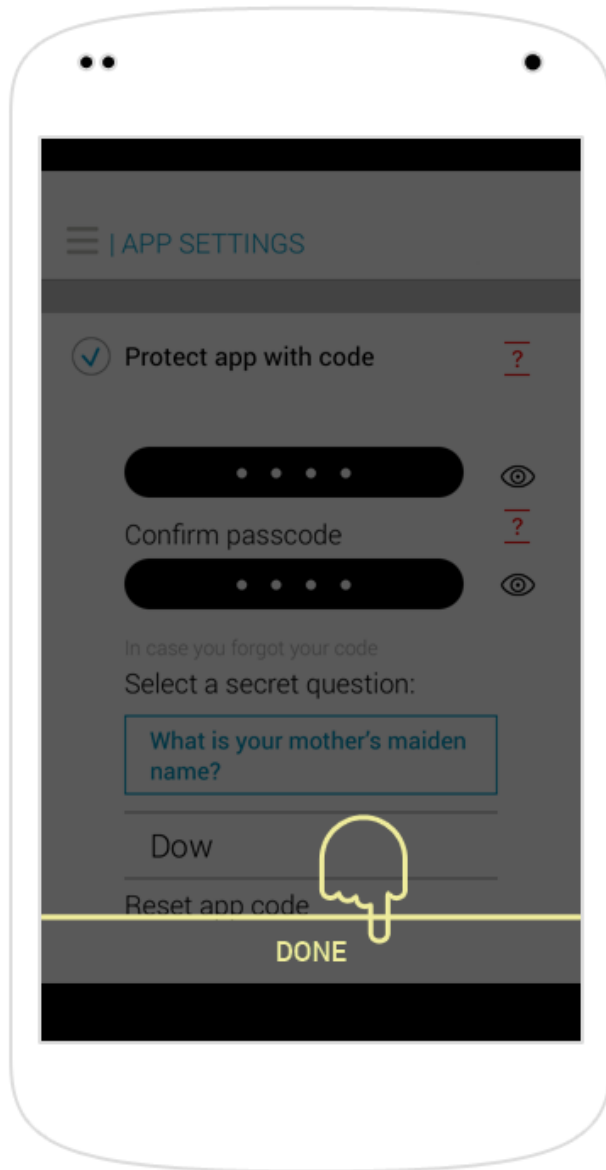 | APP SETTINGS
Protect app with code
?
Confirm passcode
?
In case you forgot your code
Select a secret question:
What is your mother's maiden
name?
Dow
Reset app code
DONE